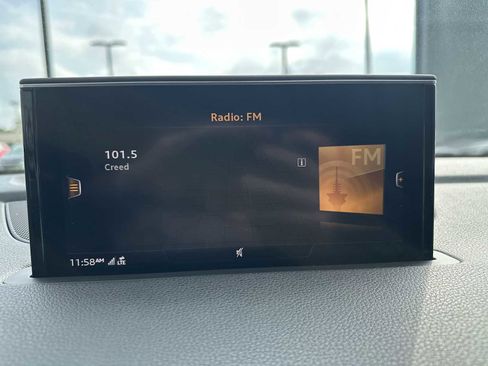 Radio: FM
101.5
Creed
i
FM
11:58AM LTE